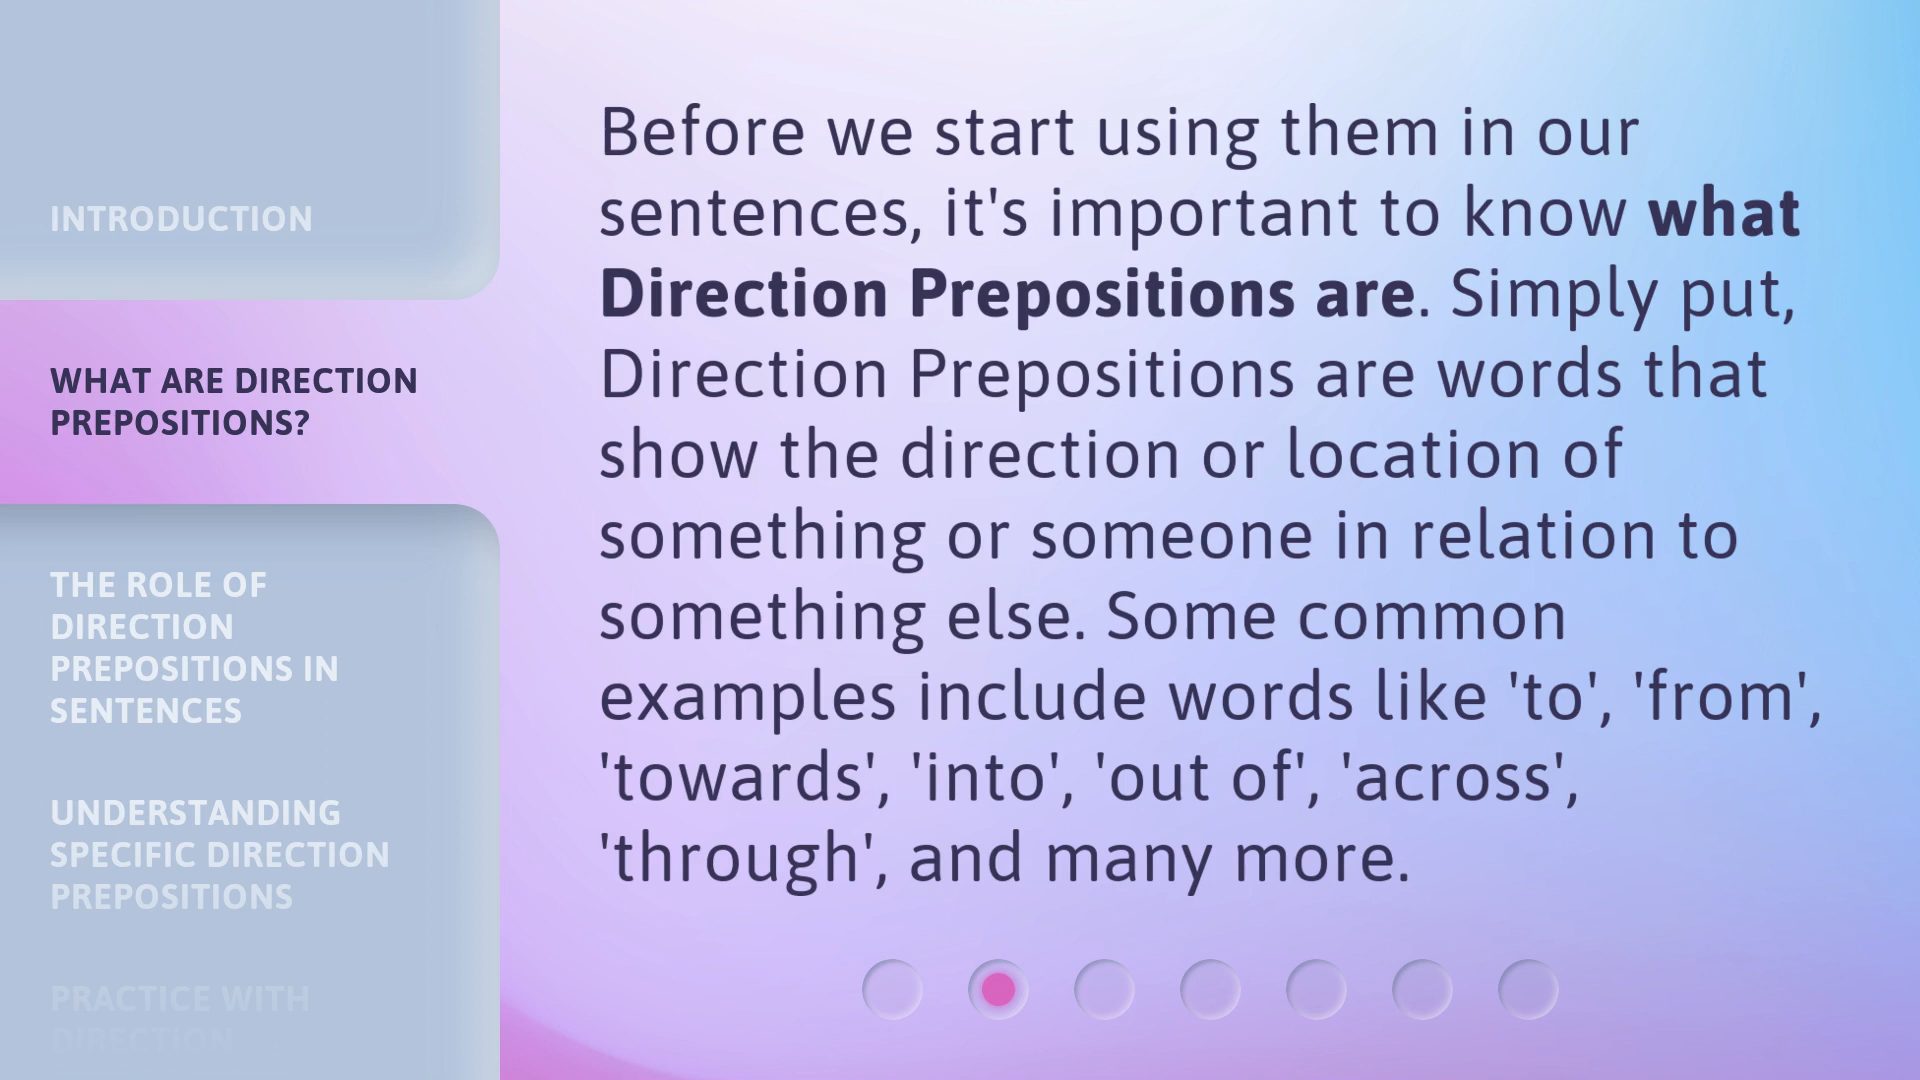 INTRODUCTION
WHAT ARE DIRECTION
PREPOSITIONS?
THE ROLE OF
DIRECTION
PREPOSITIONS IN
SENTENCES
UNDERSTANDING
SPECIFIC DIRECTION
PREPOSITIONS
PRACTICE WITH
DIRECTION
Before we start using them in our
sentences, it's important to know what
Direction Prepositions are. Simply put,
Direction Prepositions are words that
show the direction or location of
something or someone in relation to
something else. Some common
examples include words like 'to', 'from',
'towards', 'into', 'out of', 'across',
'through', and many more.